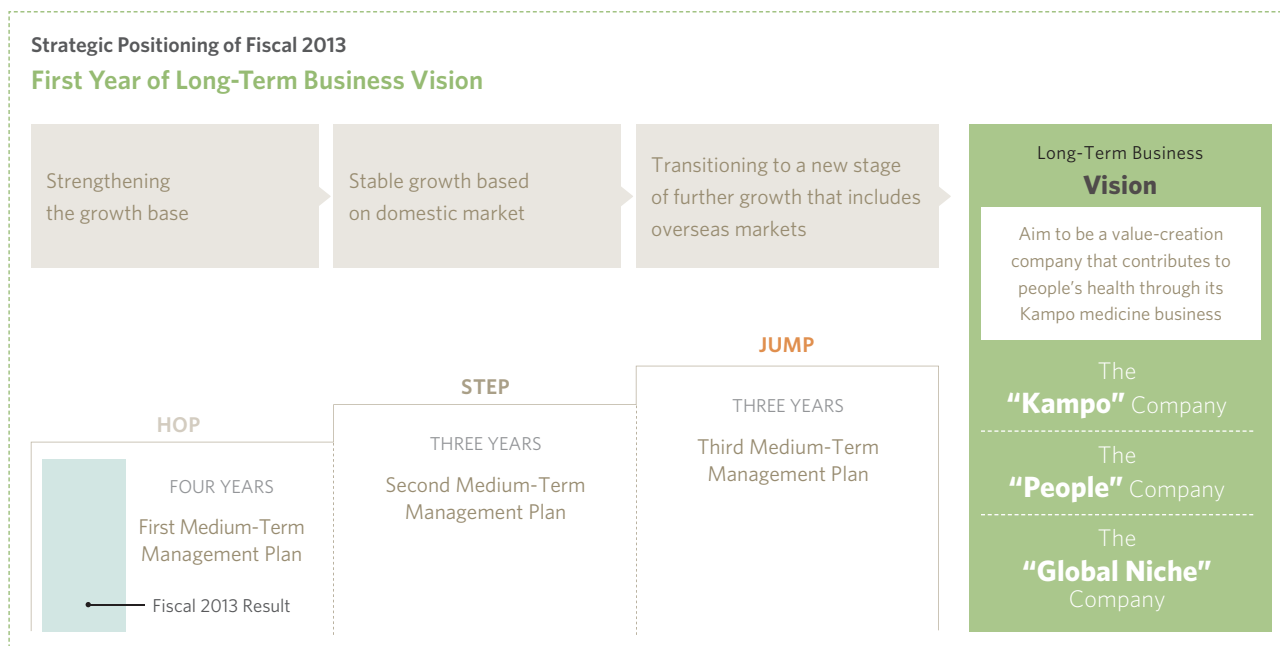 Strategic Positioning of Fiscal 2013
First Year of Long-Term Business Vision
Strengthening
the growth base
Stable growth based
on domestic market
Transitioning to a new stage
of further growth that includes
overseas markets
HOP
FOUR YEARS
First Medium-Term
Management Plan
Fiscal 2013 Result
STEP
THREE YEARS
Second Medium-Term
Management Plan
JUMP
THREE YEARS
Third Medium-Term
Management Plan
Long-Term Business
Vision
Aim to be a value-creation
company that contributes to
people’s health through its
Kampo medicine business
The
“Kampo” Company
The
“People” Company
The
“Global Niche”
Company